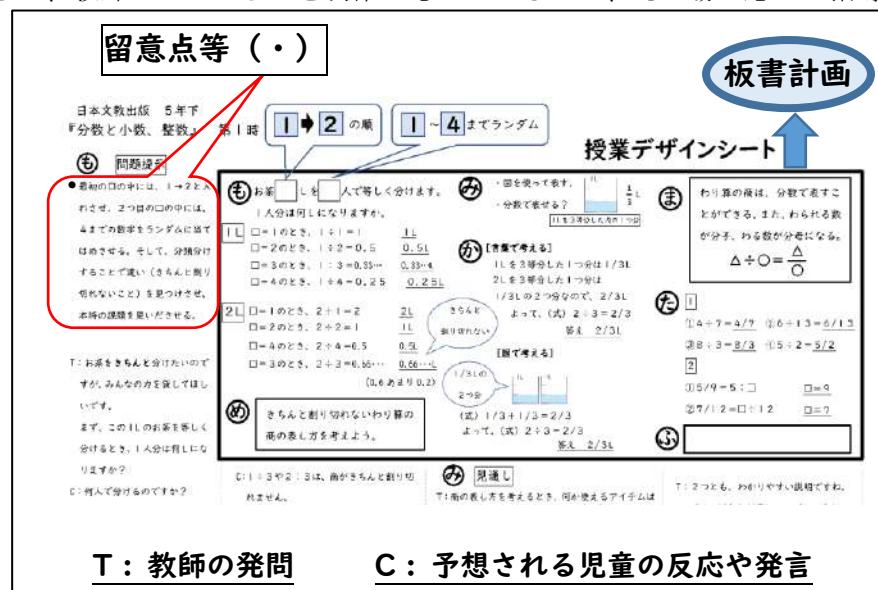 留意点等（・）
板書計画
日本文教出版　5年下
『分数と小数、整数』　第1時
1 ➡ 2 の順
1 ～ 4 までランダム
授業デザインシート
も 問題提示
●最初の口の中には、1→2と入
れさせ、2つ目の口の中には、
4までの数字をランダムに当て
はめさせる。そして、分類分け
することで違い（きちんと割り
切れないこと）を見つけさせ、
本時の課題を見いださせる。
T：お茶をきちんと分けたいので
すが、みんなの力を貸してほし
いです。
まず、この1Lのお茶を等しく
分けるとき、1人分は何Lにな
りますか？
C：何人で分けるのですか？
も お茶□しを□人で等しく分けます。
1人分は何Lになりますか。
1L □=1のとき、1÷1=1 1L
□=2のとき、1÷2=0.5 0.5L
□=3のとき、1÷3=0.33… 0.33…L
□=4のとき、1÷4=0.25 0.25L
2L □=1のとき、2÷1=2 2L
□=2のとき、2÷2=1 1L
□=4のとき、2÷4=0.5 0.5L
□=3のとき、2÷3=0.66… 0.66…L
(0.6あまり0.2)
きちんと
割り切れない
め きちんと割り切れないわり算の
商の表し方を考えよう。
み ・図を使って表す。
・分数で表せる？
1L
1/3 L
1Lを3等分した内の1つ分
か 【言葉で考える】
1Lを3等分した1つ分は1/3L
2Lを3等分した1つ分は
1/3Lの2つ分なので、2/3L
よって、(式) 2÷3=2/3
答え 2/3L
【図で考える】
1/3Lの
2つ分
1L 1L
(式) 1/3+1/3=2/3
よって、(式) 2÷3=2/3
答え 2/3L
ま わり算の商は、分数で表すこ
とができる。また、わられる数
が分子、わる数が分母になる。
△÷○=△/○
た 1
①4÷7=4/7 ②6÷13=6/13
③8÷3=8/3 ④5÷2=5/2
2
①5/9=5÷□ □=9
②7/12=□÷12 □=7
ふ
C：1÷3や2÷3は、商がきちんと割り切
れません。
み 見通し
T：商の表し方を考えるとき、何か使えるアイテムは
T：2つとも、わかりやすい説明ですね。
T：教師の発問　C：予想される児童の反応や発言